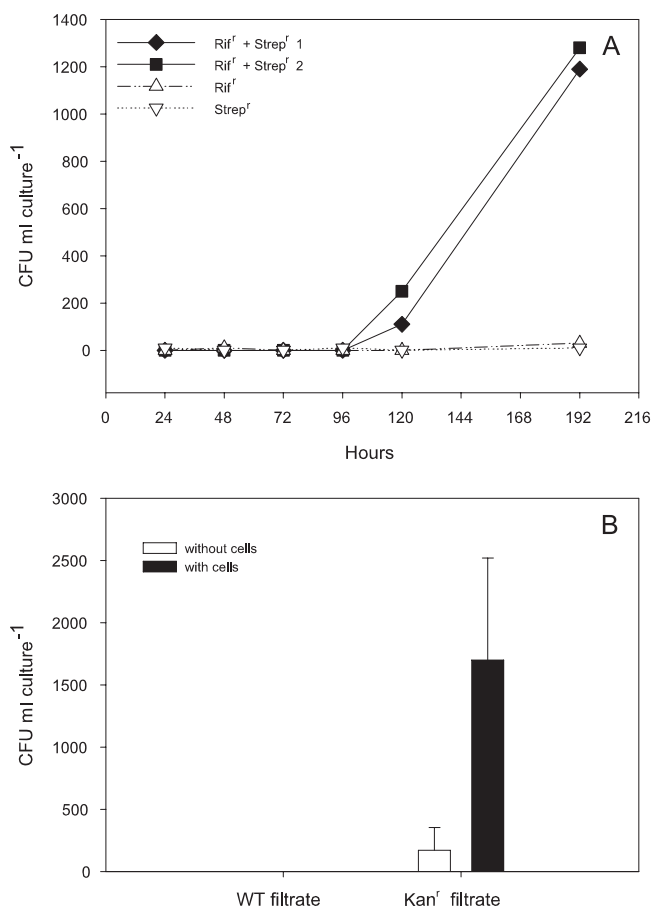 A
Rifʳ + Strepʳ 1
Rifʳ + Strepʳ 2
Rifʳ
Strepʳ
1400
1200
1000
800
600
400
200
0
CFU ml culture⁻¹
0 24 48 72 96 120 144 168 192 216
Hours
B
without cells
with cells
3000
2500
2000
1500
1000
500
0
CFU ml culture⁻¹
WT filtrate Kanʳ filtrate